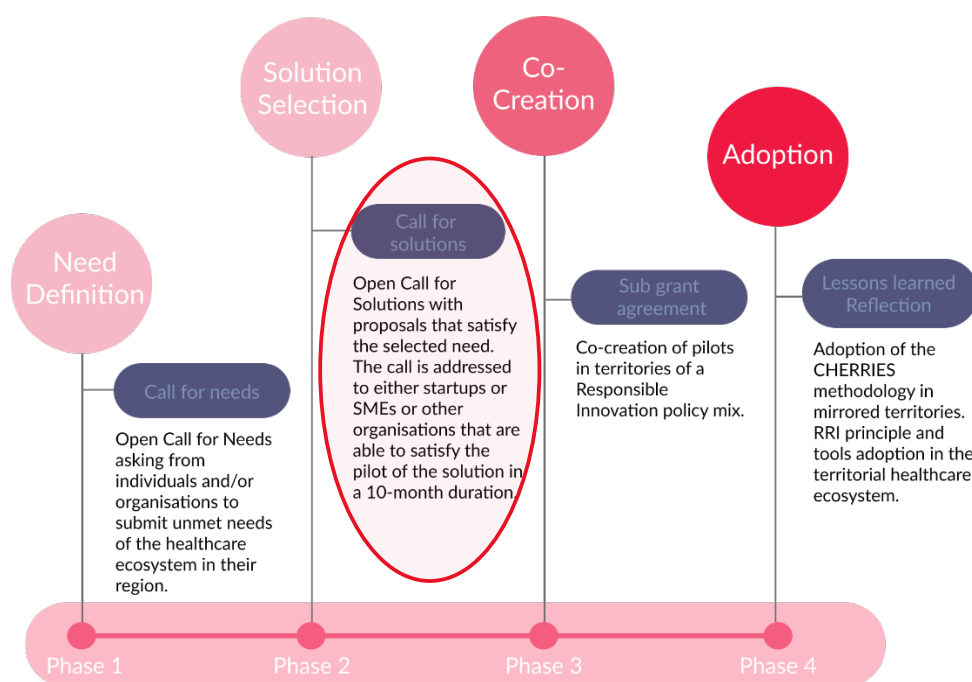 Need
Definition
Call for needs
Open Call for Needs
asking from
individuals and/or
organisations to
submit unmet needs
of the healthcare
ecosystem in their
region.
Phase 1
Solution
Selection
Call for
solutions
Open Call for
Solutions with
proposals that satisfy
the selected need.
The call is addressed
to either startups or
SMEs or other
organisations that are
able to satisfy the
pilot of the solution in
a 10-month duration.
Phase 2
Co-
Creation
Sub grant
agreement
Co-creation of pilots
in territories of a
Responsible
Innovation policy mix.
Phase 3
Adoption
Lessons learned
Reflection
Adoption of the
CHERRIES
methodology in
mirrored territories.
RRI principle and
tools adoption in the
territorial healthcare
ecosystem.
Phase 4